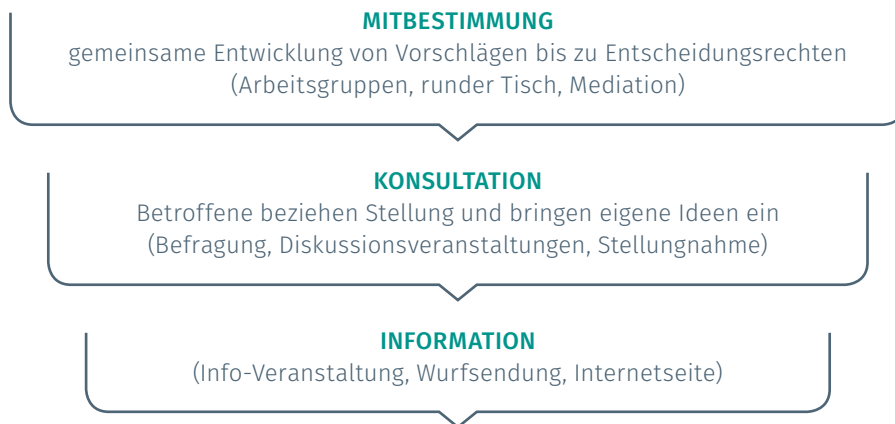 MITBESTIMMUNG
gemeinsame Entwicklung von Vorschlägen bis zu Entscheidungsrechten
(Arbeitsgruppen, runder Tisch, Mediation)
KONSULTATION
Betroffene beziehen Stellung und bringen eigene Ideen ein
(Befragung, Diskussionsveranstaltungen, Stellungnahme)
INFORMATION
(Info-Veranstaltung, Wurfsendung, Internetseite)